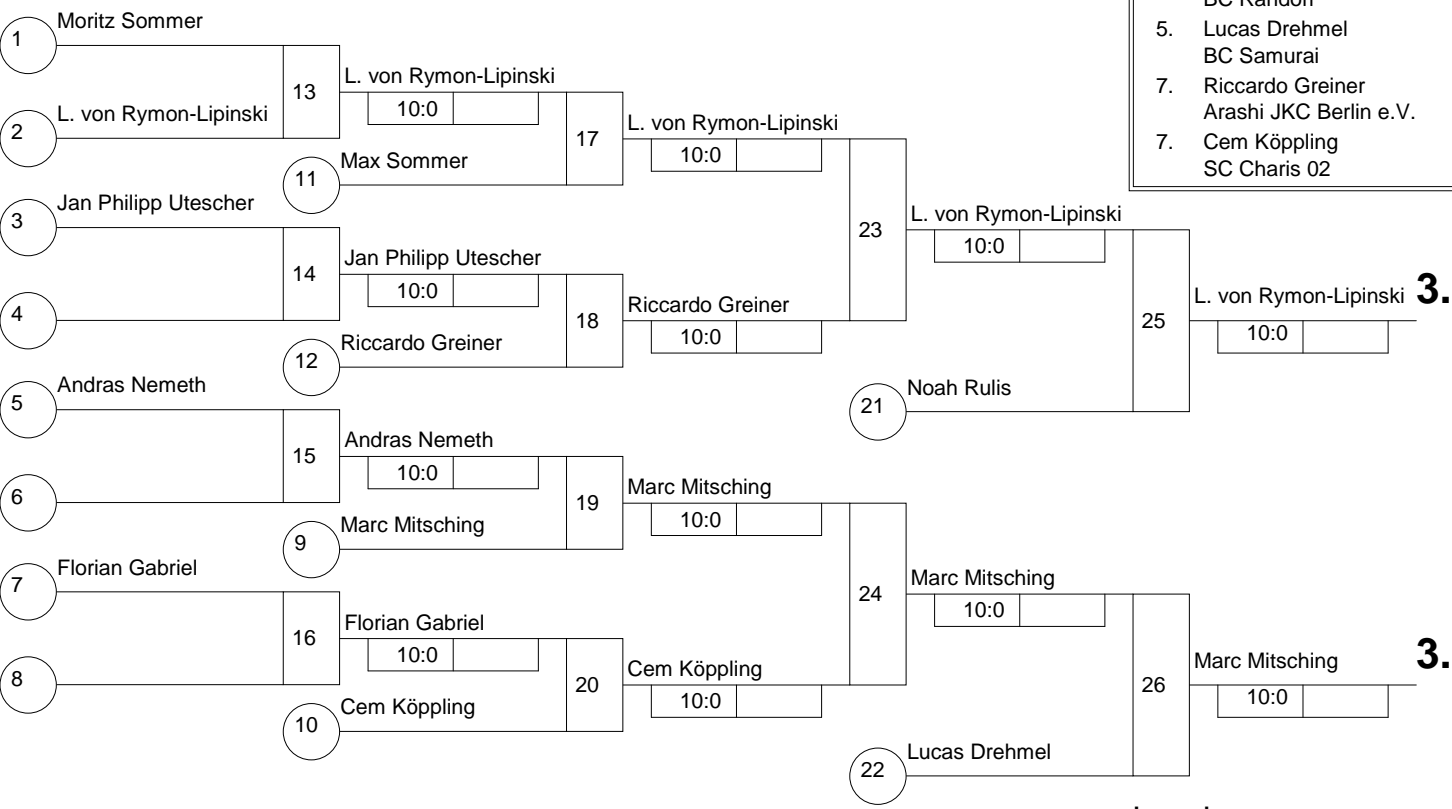 BC Randori
5. Lucas Drehmel
BC Samurai
7. Riccardo Greiner
Arashi JKC Berlin e.V.
7. Cem Köppling
SC Charis 02
1 Moritz Sommer
13
L. von Rymon-Lipinski
10:0
2 L. von Rymon-Lipinski
17
L. von Rymon-Lipinski
10:0
11 Max Sommer
3 Jan Philipp Utescher
23
L. von Rymon-Lipinski
10:0
14
Jan Philipp Utescher
10:0
4
18
Riccardo Greiner
10:0
25
L. von Rymon-Lipinski 3.
10:0
12 Riccardo Greiner
5 Andras Nemeth
21 Noah Rulis
15
Andras Nemeth
10:0
6
19
Marc Mitsching
10:0
9 Marc Mitsching
7 Florian Gabriel
24
Marc Mitsching
10:0
16
Florian Gabriel
10:0
8
20
Cem Köppling
10:0
26
Marc Mitsching 3.
10:0
10 Cem Köppling
22 Lucas Drehmel